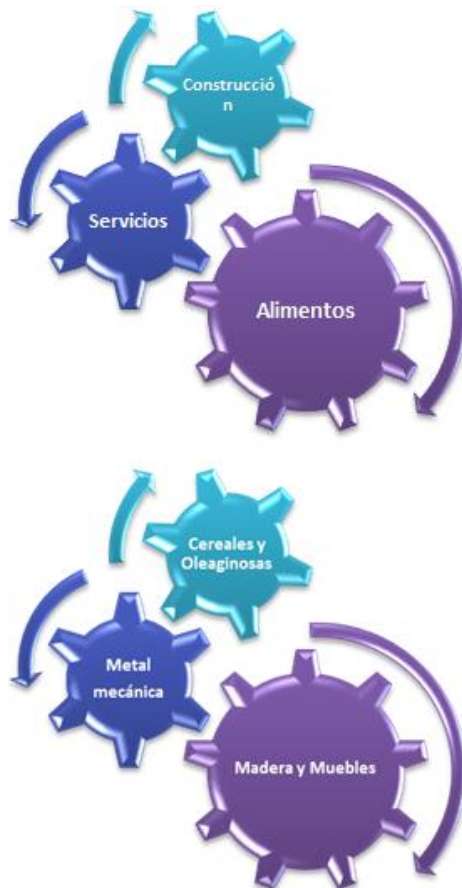 Construcció
n
Servicios
Alimentos
Cereales y
Oleaginosas
Metal
mecánica
Madera y Muebles